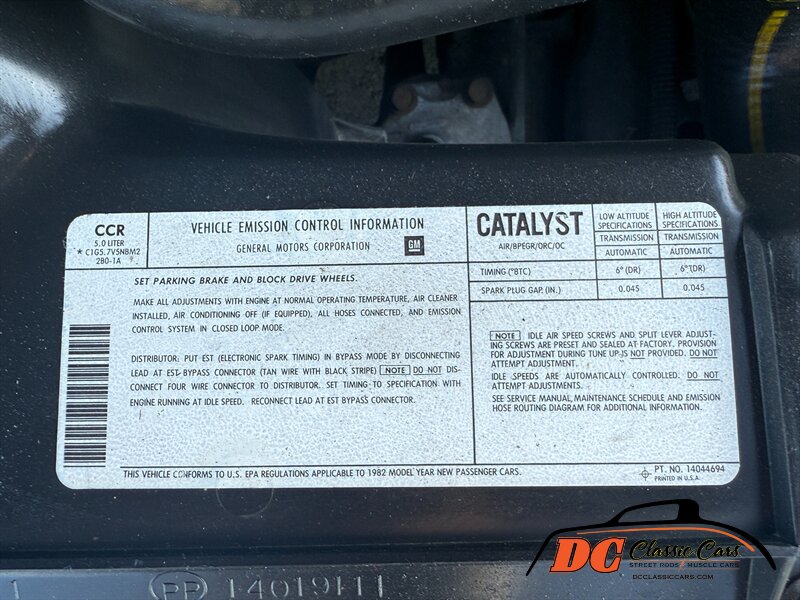 CCR
5.0 LITER
★ C1G5.7V5NBM2
2B0-1A
VEHICLE EMISSION CONTROL INFORMATION
GENERAL MOTORS CORPORATION
GM
CATALYST
AIR/BPEGR/ORC/OC
LOW ALTITUDE SPECIFICATIONS
HIGH ALTITUDE SPECIFICATIONS
TRANSMISSION
TRANSMISSION
AUTOMATIC
AUTOMATIC
TIMING (°BTC) 6° (DR) 6° (DR)
SPARK PLUG GAP (IN.) 0.045 0.045
SET PARKING BRAKE AND BLOCK DRIVE WHEELS.
MAKE ALL ADJUSTMENTS WITH ENGINE AT NORMAL OPERATING TEMPERATURE, AIR CLEANER
INSTALLED, AIR CONDITIONING OFF (IF EQUIPPED), ALL HOSES CONNECTED, AND EMISSION
CONTROL SYSTEM IN CLOSED LOOP MODE.
DISTRIBUTOR: PUT EST (ELECTRONIC SPARK TIMING) IN BYPASS MODE BY DISCONNECTING
LEAD AT EST BYPASS CONNECTOR (TAN WIRE WITH BLACK STRIPE) NOTE DO NOT DIS-
CONNECT FOUR WIRE CONNECTOR TO DISTRIBUTOR. SET TIMING TO SPECIFICATION WITH
ENGINE RUNNING AT IDLE SPEED. RECONNECT LEAD AT EST BYPASS CONNECTOR.
NOTE IDLE AIR SPEED SCREWS AND SPLIT LEVER ADJUST-
ING SCREWS ARE PRESET AND SEALED AT FACTORY. PROVISION
FOR ADJUSTMENT DURING TUNE UP IS NOT PROVIDED. DO NOT
ATTEMPT ADJUSTMENT.
IDLE SPEEDS ARE AUTOMATICALLY CONTROLLED. DO NOT
ATTEMPT ADJUSTMENTS.
SEE SERVICE MANUAL, MAINTENANCE SCHEDULE AND EMISSION
HOSE ROUTING DIAGRAM FOR ADDITIONAL INFORMATION.
THIS VEHICLE CONFORMS TO U.S. EPA REGULATIONS APPLICABLE TO 1982 MODEL YEAR NEW PASSENGER CARS.
PT. NO. 14044694
PRINTED IN U.S.A.
DC Classic Cars
STREET RODS MUSCLE CARS
DCCLASSICCARS.COM
1 PP